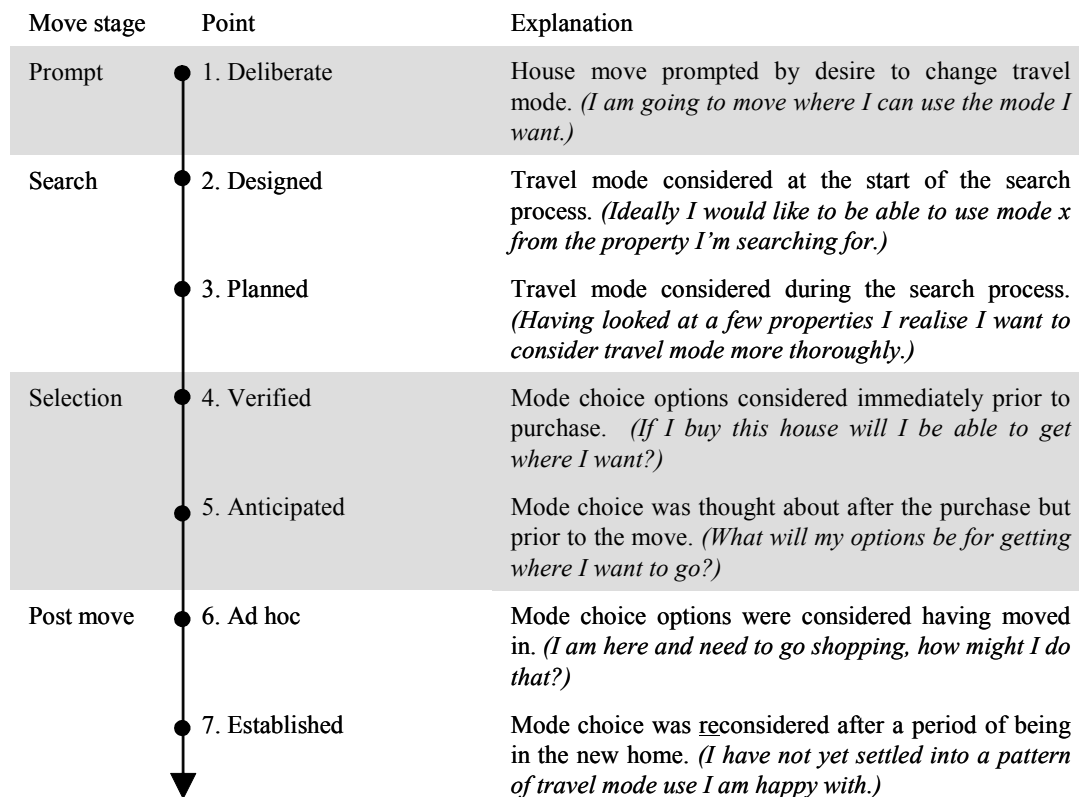 Move stage Point Explanation
Prompt 1. Deliberate House move prompted by desire to change travel
mode. (I am going to move where I can use the mode I
want.)
Search 2. Designed Travel mode considered at the start of the search
process. (Ideally I would like to be able to use mode x
from the property I'm searching for.)
3. Planned Travel mode considered during the search process.
(Having looked at a few properties I realise I want to
consider travel mode more thoroughly.)
Selection 4. Verified Mode choice options considered immediately prior to
purchase. (If I buy this house will I be able to get
where I want?)
5. Anticipated Mode choice was thought about after the purchase but
prior to the move. (What will my options be for getting
where I want to go?)
Post move 6. Ad hoc Mode choice options were considered having moved
in. (I am here and need to go shopping, how might I do
that?)
7. Established Mode choice was reconsidered after a period of being
in the new home. (I have not yet settled into a pattern
of travel mode use I am happy with.)